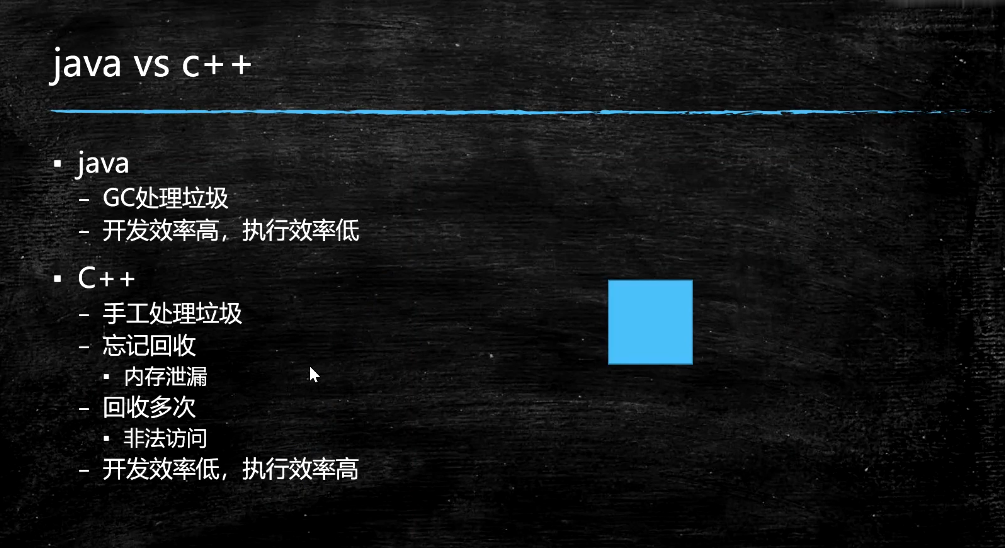 java vs c++
java
GC处理垃圾
开发效率高，执行效率低
C++
手工处理垃圾
忘记回收
内存泄漏
回收多次
非法访问
开发效率低，执行效率高